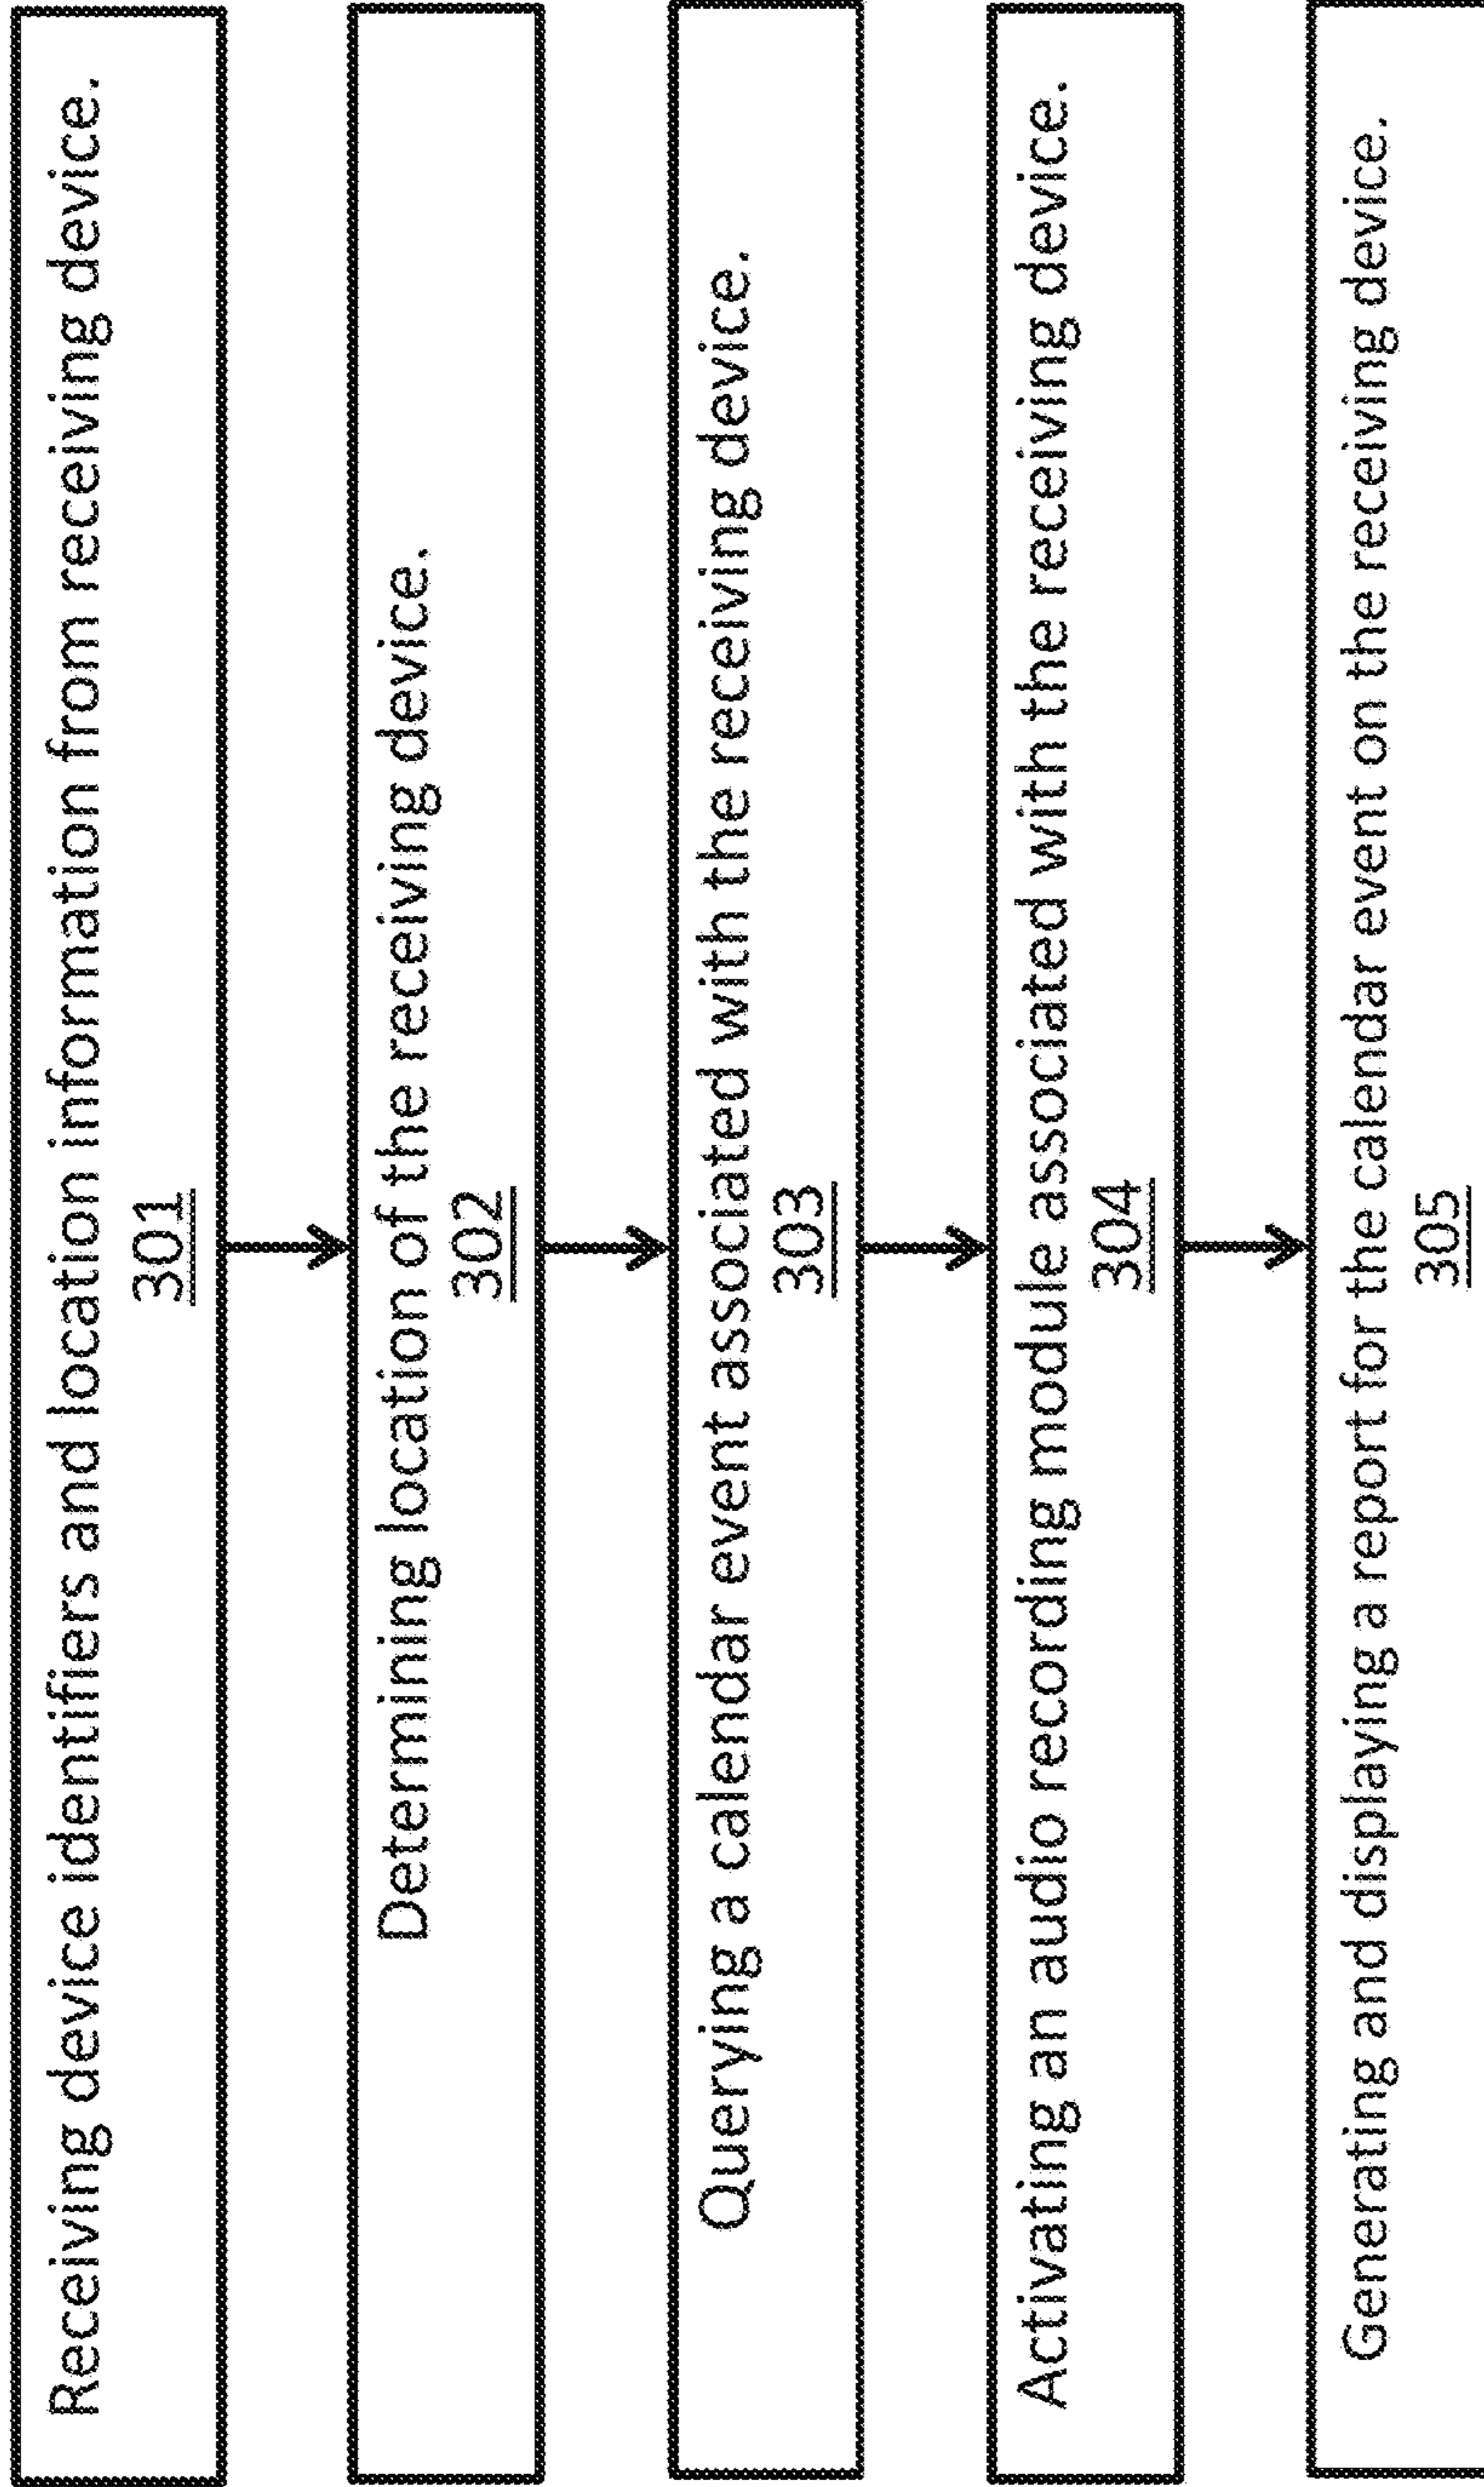 Receiving device identifiers and location information from receiving device.
301
Determining location of the receiving device.
302
Querying a calendar event associated with the receiving device.
303
Activating an audio recording module associated with the receiving device.
304
Generating and displaying a report for the calendar event on the receiving device.
305